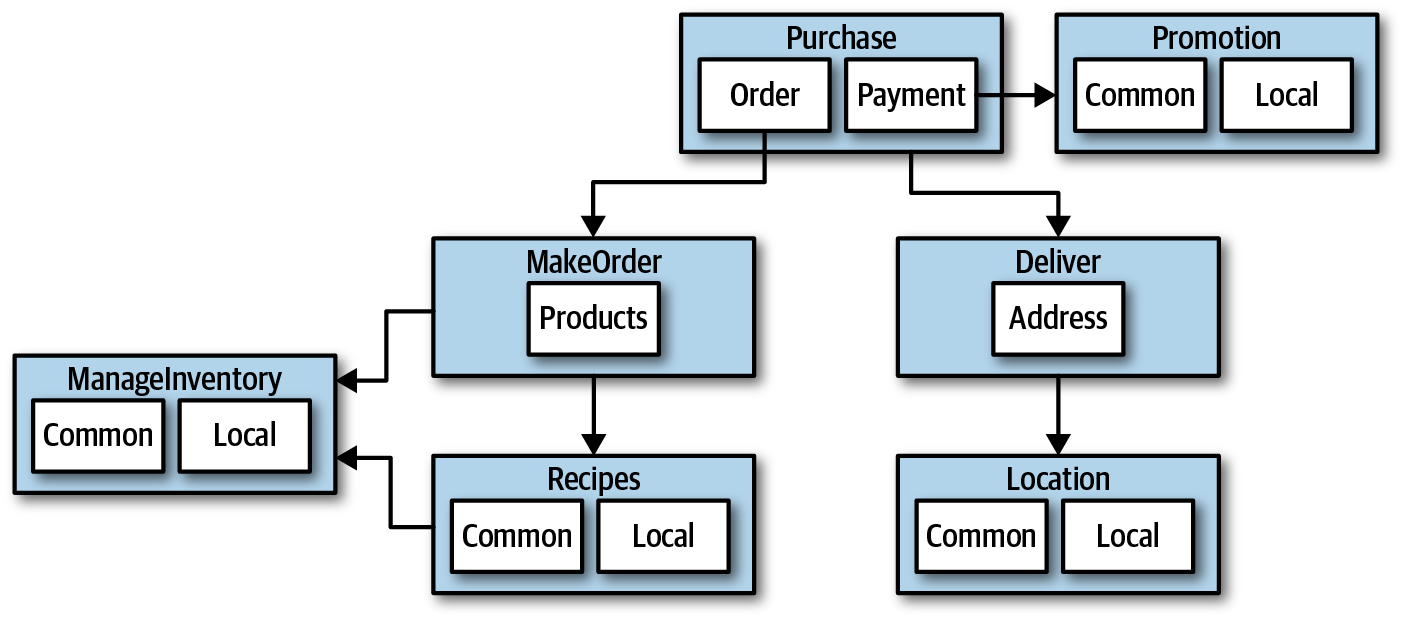 Purchase
Order
Payment
Promotion
Common
Local
MakeOrder
Products
Deliver
Address
ManageInventory
Common
Local
Recipes
Common
Local
Location
Common
Local